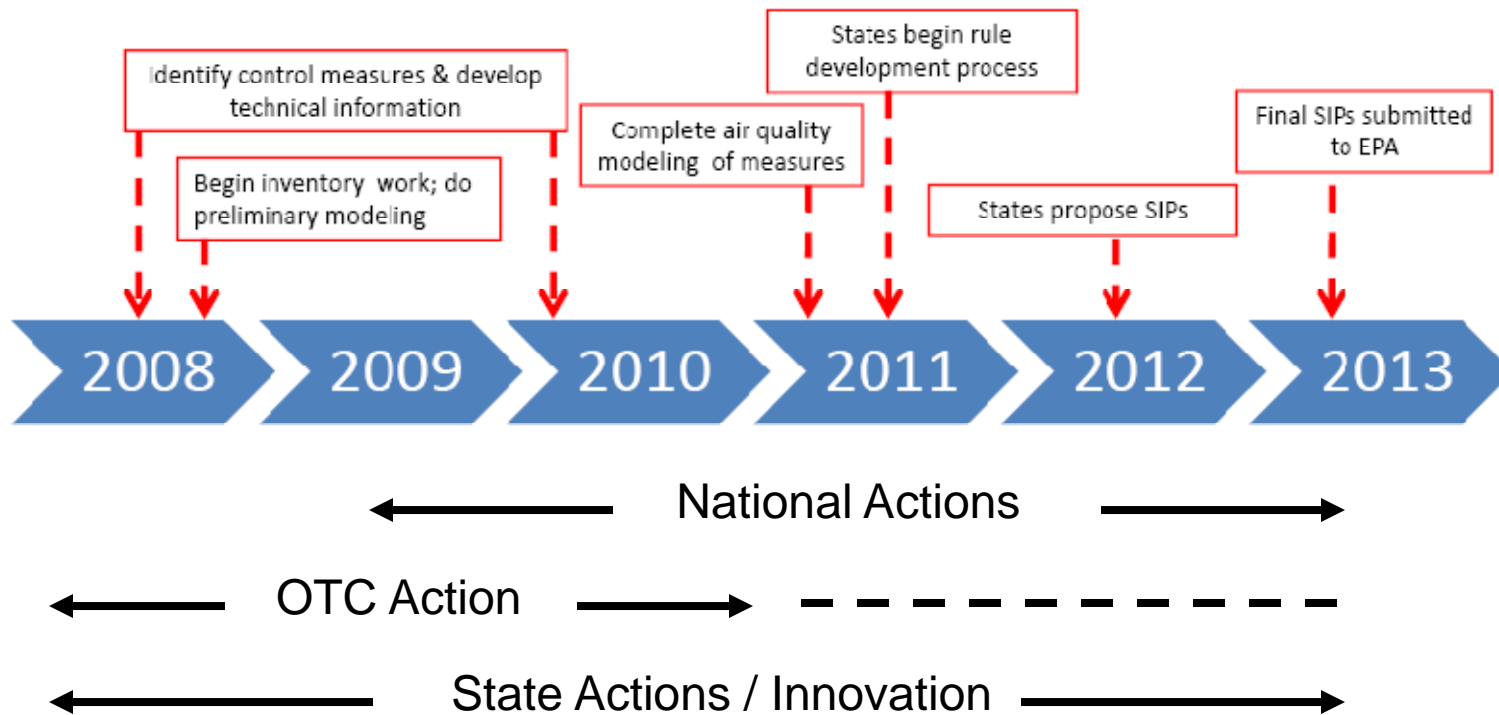 States begin rule
development process
Identify control measures & develop
technical information
Final SIPs submitted
to EPA
Complete air quality
modeling of measures
Begin inventory work; do
preliminary modeling
States propose SIPs
2008
2009
2010
2011
2012
2013
National Actions
OTC Action
State Actions / Innovation